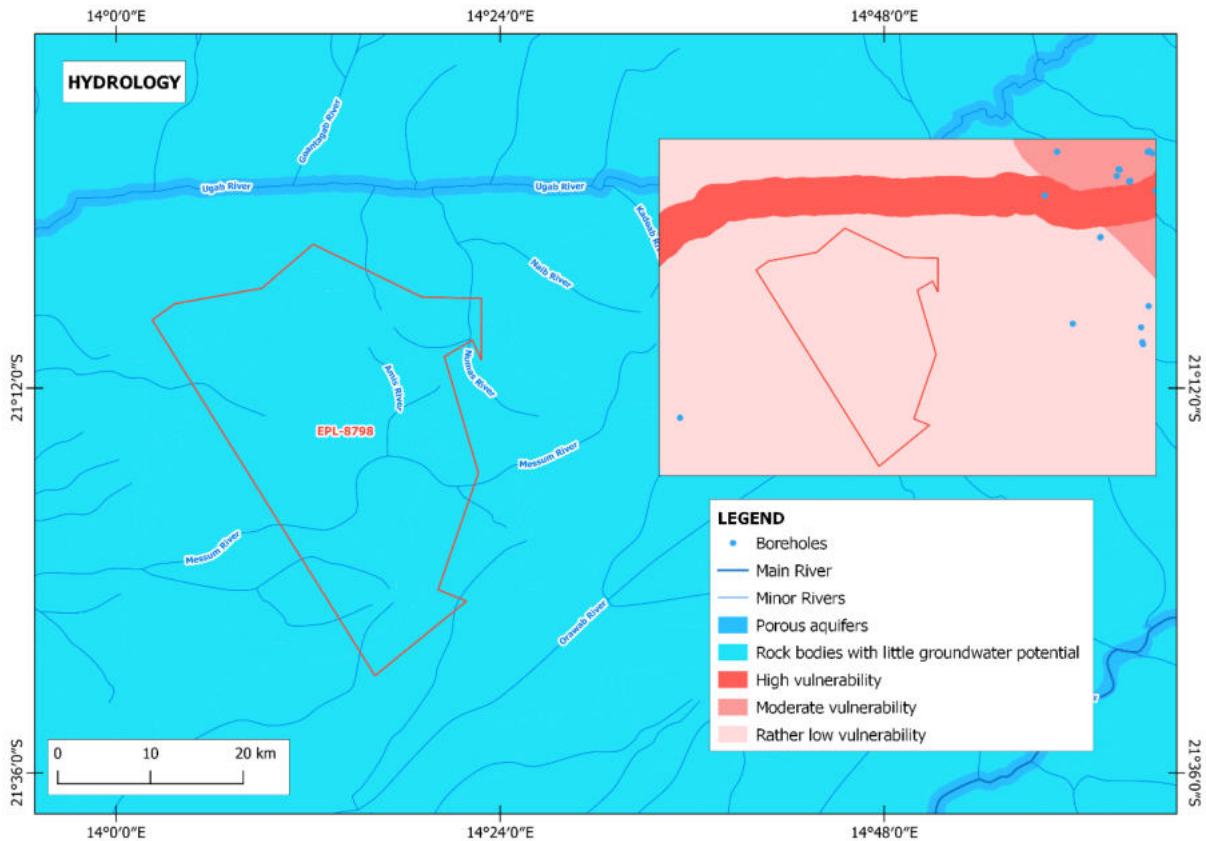 14°0′0″E
14°24′0″E
14°48′0″E
HYDROLOGY
Goantagab River
Ugab River
Ugab River
Naib River
21°12′0″S
21°12′0″S
Numas River
Amis River
EPL-8798
Messum River
Messum River
Orawab River
LEGEND
Boreholes
Main River
Minor Rivers
Porous aquifers
Rock bodies with little groundwater potential
High vulnerability
Moderate vulnerability
Rather low vulnerability
0 10 20 km
21°36′0″S
21°36′0″S
14°0′0″E
14°24′0″E
14°48′0″E